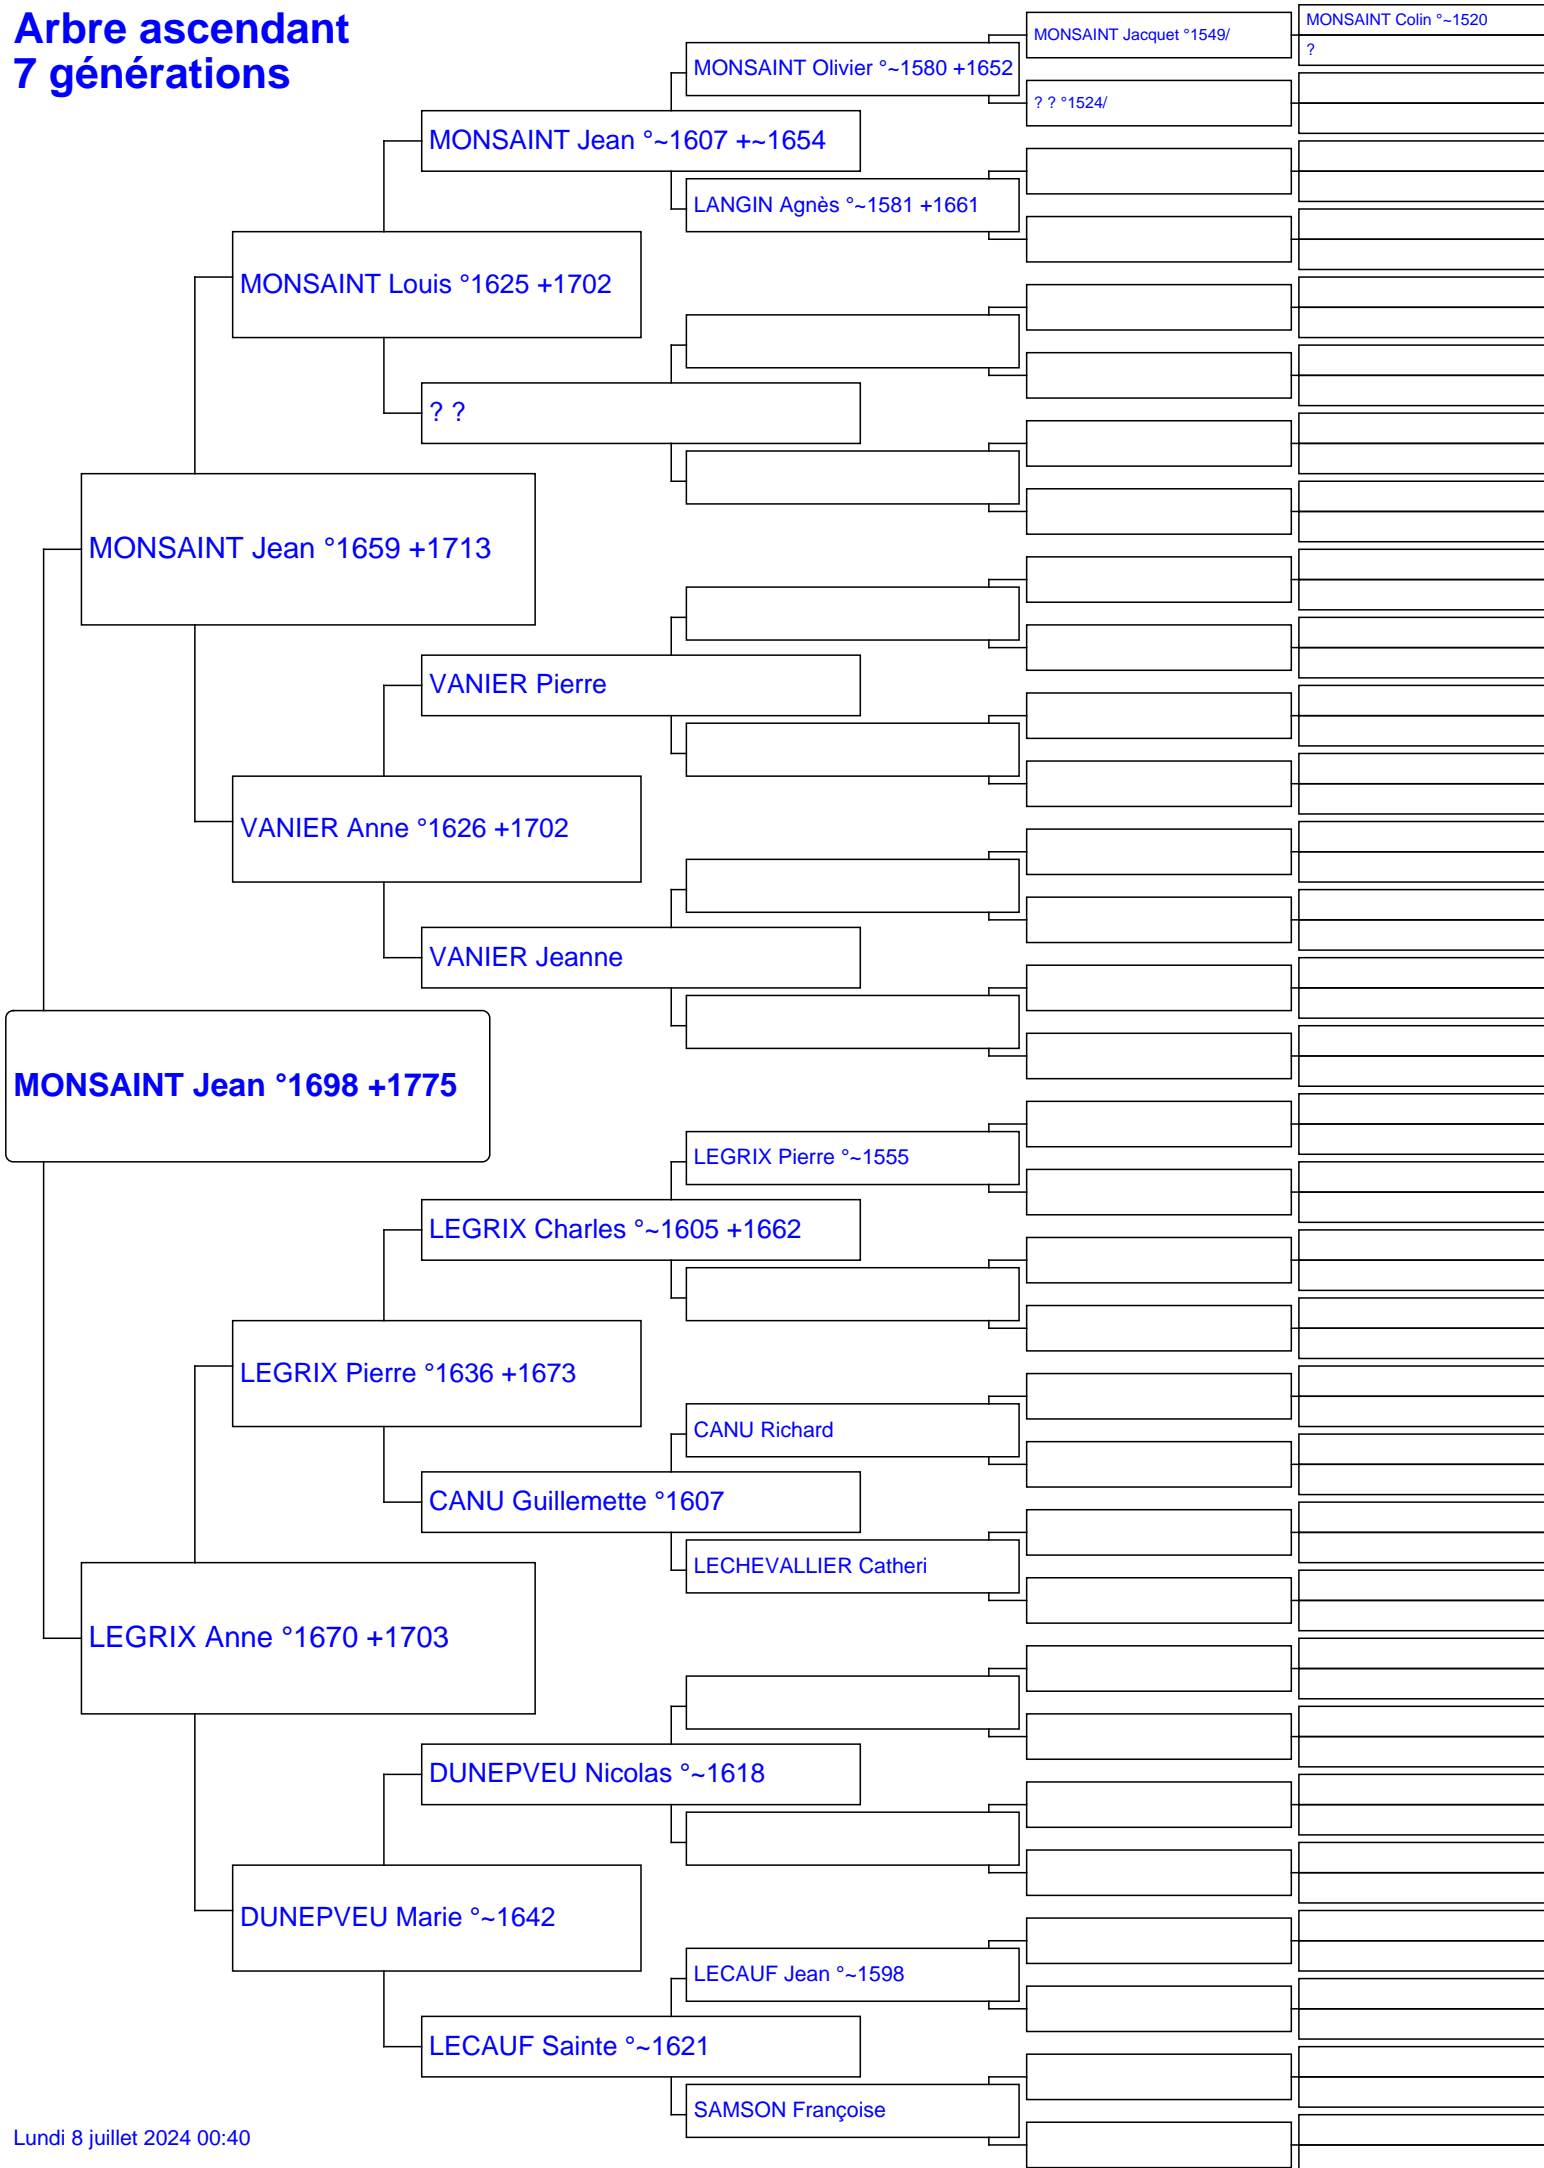 Arbre ascendant
7 générations
MONSAINT Colin °~1520
MONSAINT Jacquet °1549/
?
MONSAINT Olivier °~1580 +1652
? ? °1524/
MONSAINT Jean °~1607 +~1654
LANGIN Agnès °~1581 +1661
MONSAINT Louis °1625 +1702
? ?
MONSAINT Jean °1659 +1713
VANIER Pierre
VANIER Anne °1626 +1702
VANIER Jeanne
MONSAINT Jean °1698 +1775
LEGRIX Pierre °~1555
LEGRIX Charles °~1605 +1662
LEGRIX Pierre °1636 +1673
CANU Richard
CANU Guillemette °1607
LECHEVALLIER Catheri
LEGRIX Anne °1670 +1703
DUNEPVEU Nicolas °~1618
DUNEPVEU Marie °~1642
LECAUF Jean °~1598
LECAUF Sainte °~1621
SAMSON Françoise
Lundi 8 juillet 2024 00:40